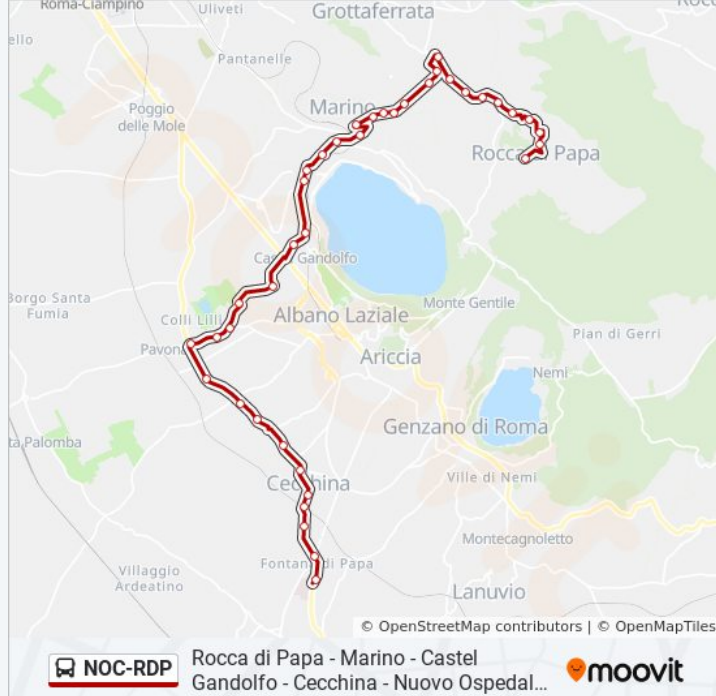 Roma-Ciampino
Uliveti
Grottaferrata
Rocc
ello
Pantanelle
Poggio
delle Mole
Marino
Rocca Papa
Castel Gandolfo
Borgo Santa
Fumia
Colli Lilli
Albano Laziale
Monte Gentile
Pian di Gerri
Pavona
Ariccia
Nemi
Genzano di Roma
ta Palomba
Ville di Nemi
Cecchina
Montecagnoletto
Villaggio
Ardeatino
Fontana di Papa
Lanuvio
© OpenStreetMap contributors | © OpenMapTiles
NOC-RDP
Rocca di Papa - Marino - Castel
Gandolfo - Cecchina - Nuovo Ospedal...
moovit